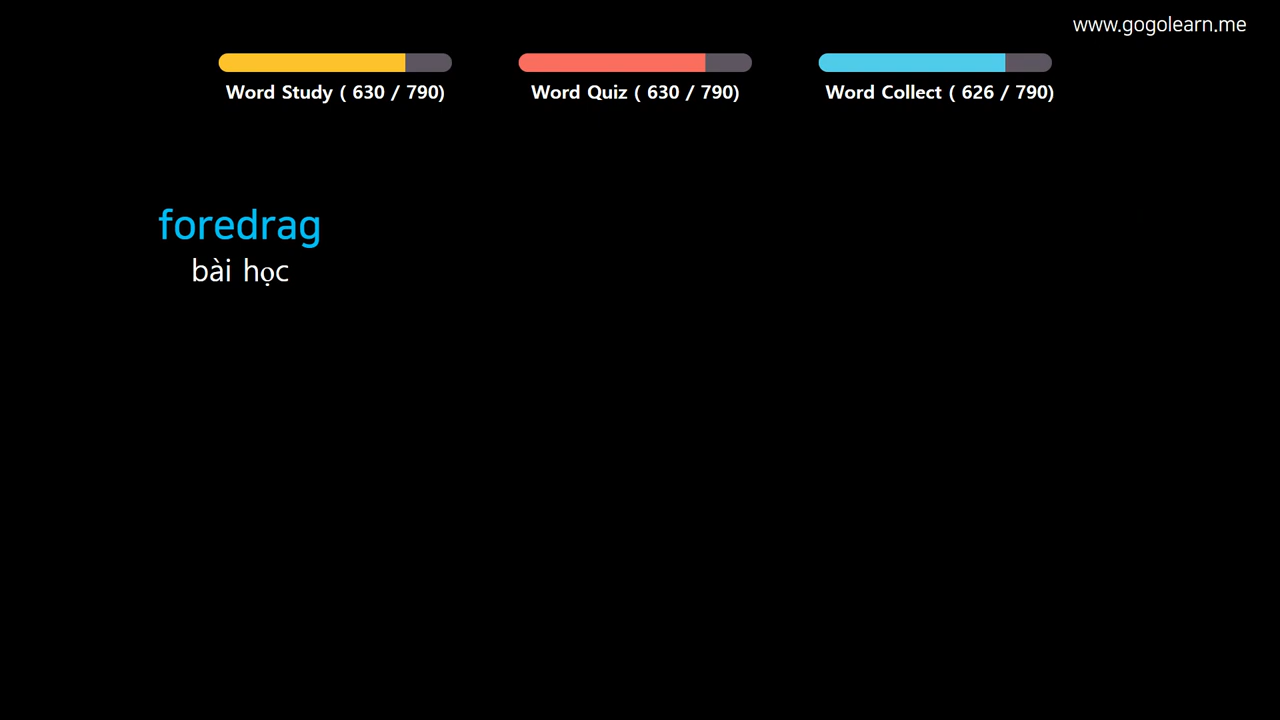 www.gogolearn.me
Word Study ( 630 / 790)
Word Quiz ( 630 / 790)
Word Collect ( 626 / 790)
foredrag
bài học